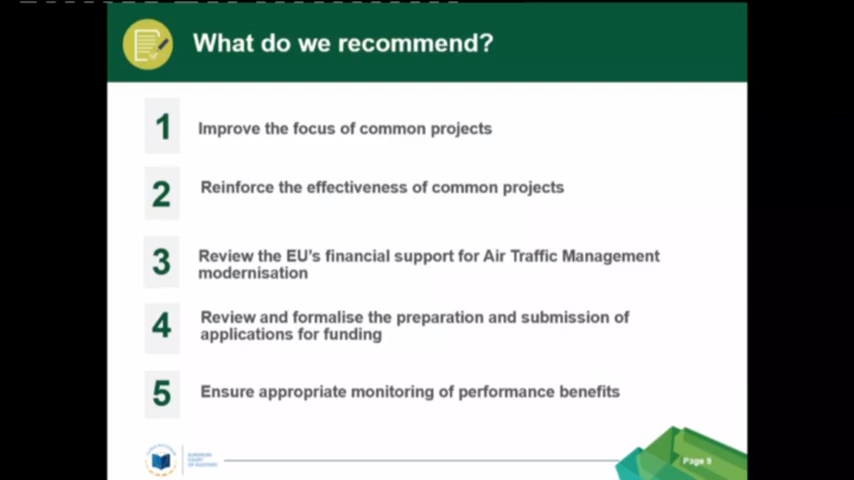 What do we recommend?
1
Improve the focus of common projects
2
Reinforce the effectiveness of common projects
3
Review the EU's financial support for Air Traffic Management
modernisation
4
Review and formalise the preparation and submission of
applications for funding
5
Ensure appropriate monitoring of performance benefits
EUROPEAN
COURT
OF AUDITORS